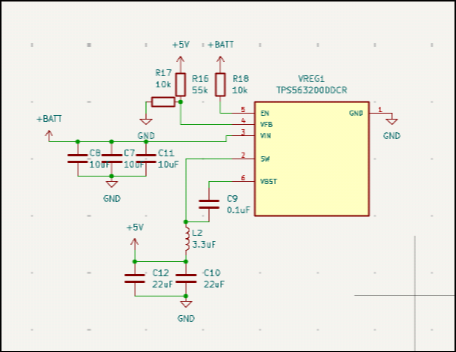 +5V
+BATT
R17
10k
R16
55k
R18
10k
VREG1
TPS563200DDCR
+BATT
GND
5
EN
4
VFB
3
VIN
2
SW
6
VBST
GND
1
GND
C8
10uF
C7
10uF
C11
10uF
GND
C9
0.1uF
+5V
L2
3.3uF
C12
22uF
C10
22uF
GND